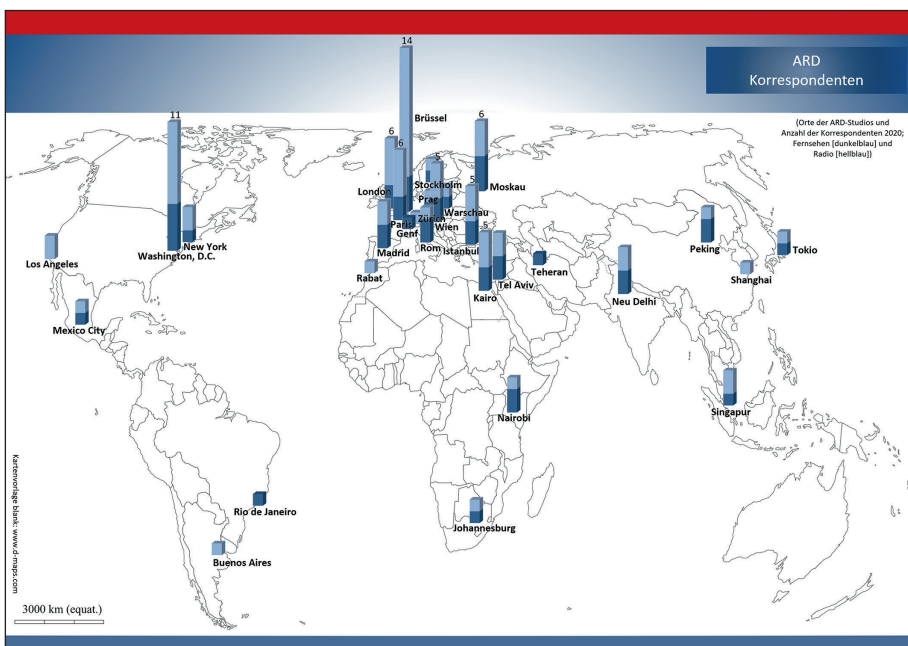 14
ARD
Korrespondenten
11
6
Brüssel
6
(Orte der ARD-Studios und
Anzahl der Korrespondenten 2020;
Fernsehen [dunkelblau] und
Radio [hellblau])
6
5
London
Stockholm
5
Moskau
Prag
Warschau
Paris
Zürich
Genf
Wien
5
New York
Washington, D.C.
Madrid
Rom
Istanbul
Peking
Tokio
Los Angeles
Rabat
Teheran
Shanghai
Tel Aviv
Kairo
Neu Delhi
Mexico City
Nairobi
Singapur
Kartenvorlage blank: www.d-maps.com
Rio de Janeiro
Johannesburg
Buenos Aires
3000 km (equat.)